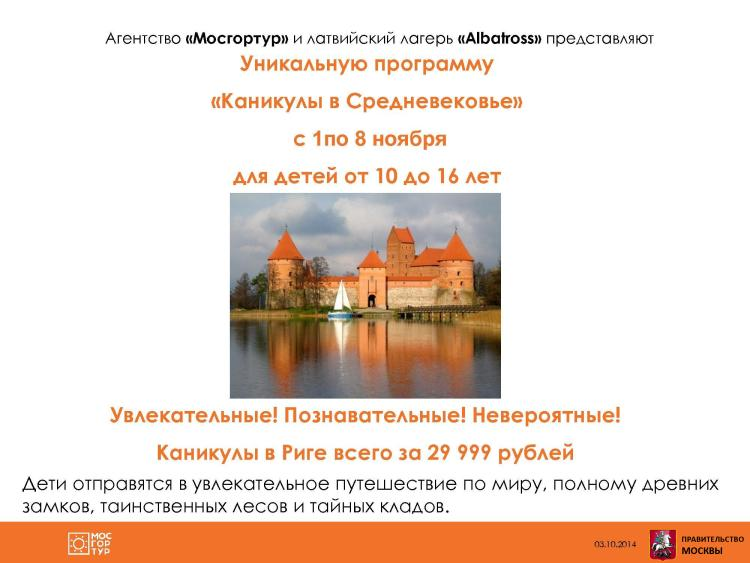 Агентство «Мосгортур» и латвийский лагерь «Albatross» представляют
Уникальную программу
«Каникулы в Средневековье»
с 1по 8 ноября
для детей от 10 до 16 лет
Увлекательные! Познавательные! Невероятные!
Каникулы в Риге всего за 29 999 рублей
Дети отправятся в увлекательное путешествие по миру, полному древних
замков, таинственных лесов и тайных кладов.
МОС
ГОР
ТУР
03.10.2014
ПРАВИТЕЛЬСТВО
МОСКВЫ